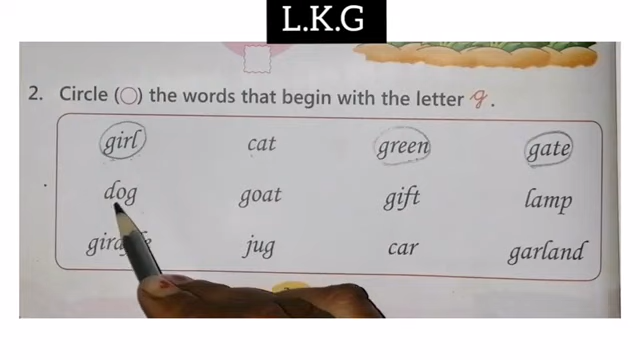 L.K.G
2. Circle (○) the words that begin with the letter g.
girl cat green gate
dog goat gift lamp
giraffe jug car garland